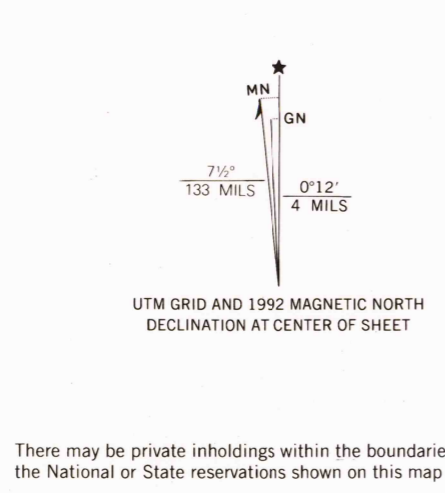 ★
MN
GN
7½°
133 MILS
0°12′
4 MILS
UTM GRID AND 1992 MAGNETIC NORTH
DECLINATION AT CENTER OF SHEET
There may be private inholdings within the boundarie
the National or State reservations shown on this map